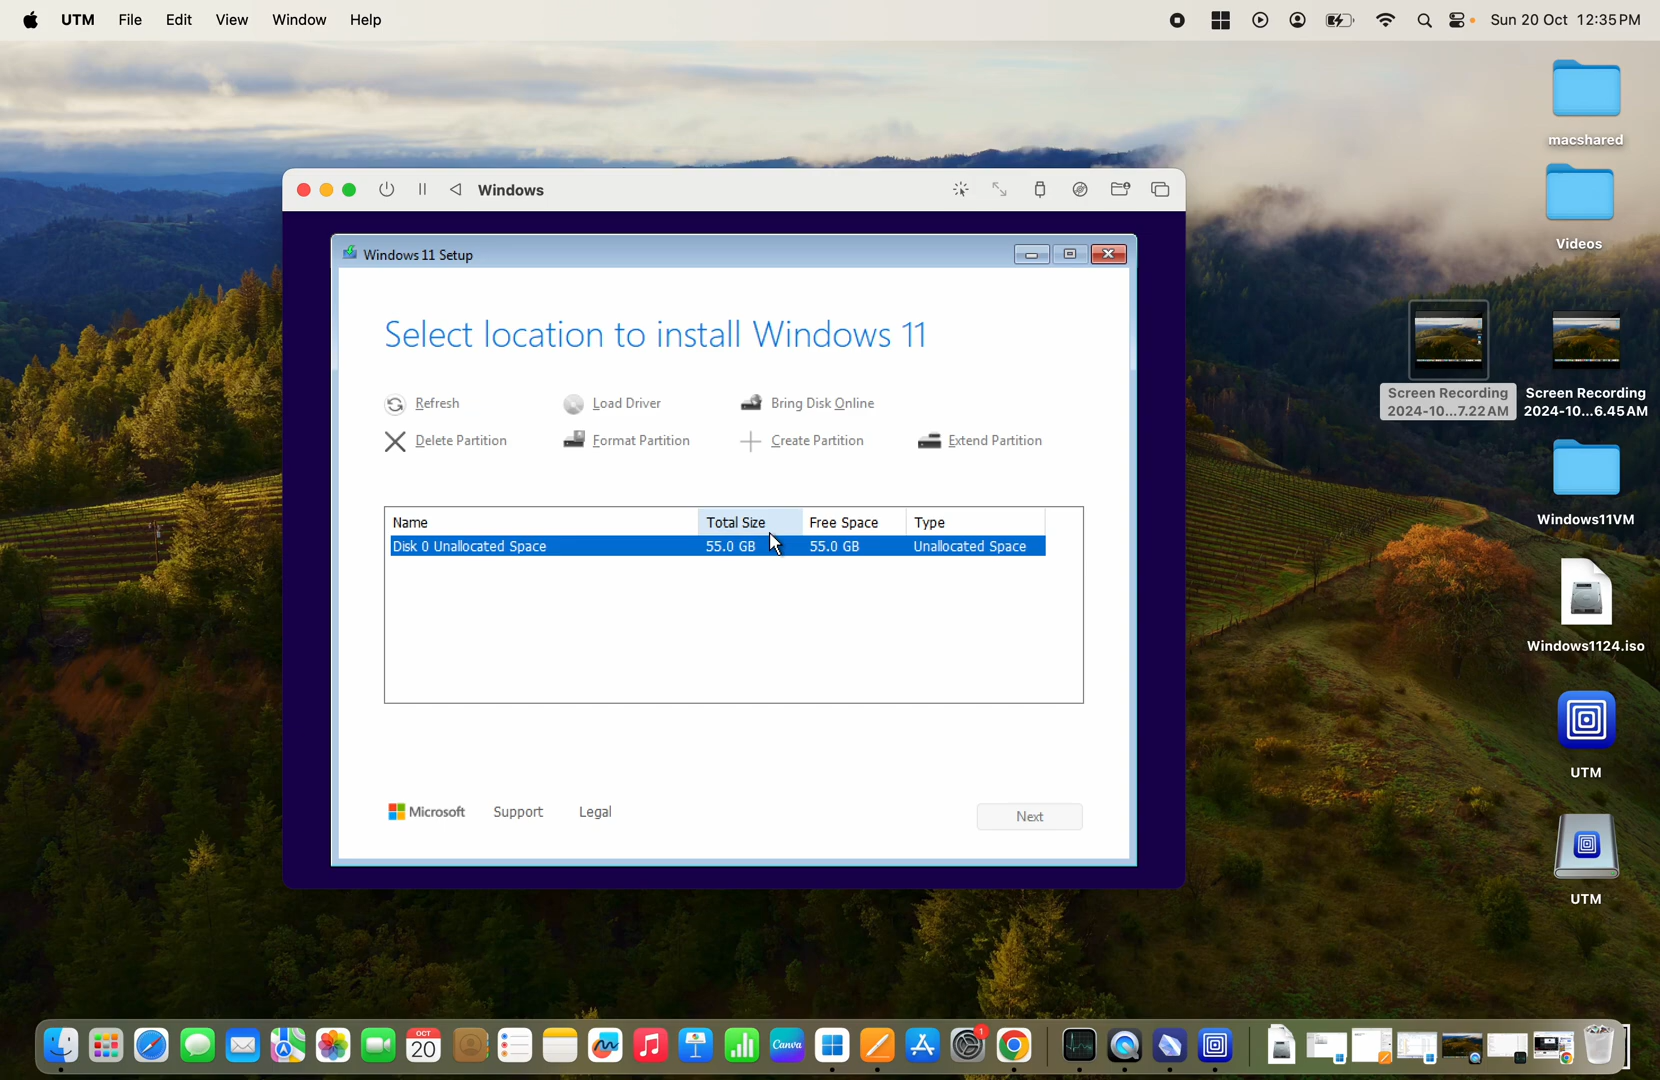 UTM File Edit View Window Help
Sun 20 Oct 12:35 PM
macshared
Videos
Windows
Windows 11 Setup
Select location to install Windows 11
Refresh
Load Driver
Bring Disk Online
Delete Partition
Format Partition
Create Partition
Extend Partition
Name Total Size Free Space Type
Disk 0 Unallocated Space 55.0 GB 55.0 GB Unallocated Space
Microsoft Support Legal
Next
Screen Recording
2024-10...7.22 AM
Screen Recording
2024-10...6.45 AM
Windows11VM
Windows1124.iso
UTM
UTM
OCT
20
Canva
1